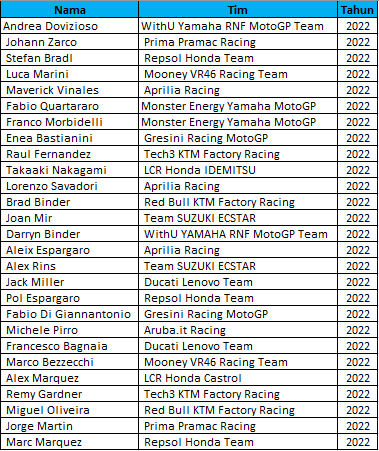 Nama Tim Tahun
Andrea Dovizioso WithU Yamaha RNF MotoGP Team 2022
Johann Zarco Prima Pramac Racing 2022
Stefan Bradl Repsol Honda Team 2022
Luca Marini Mooney VR46 Racing Team 2022
Maverick Vinales Aprilia Racing 2022
Fabio Quartararo Monster Energy Yamaha MotoGP 2022
Franco Morbidelli Monster Energy Yamaha MotoGP 2022
Enea Bastianini Gresini Racing MotoGP 2022
Raul Fernandez Tech3 KTM Factory Racing 2022
Takaaki Nakagami LCR Honda IDEMITSU 2022
Lorenzo Savadori Aprilia Racing 2022
Brad Binder Red Bull KTM Factory Racing 2022
Joan Mir Team SUZUKI ECSTAR 2022
Darryn Binder WithU YAMAHA RNF MotoGP Team 2022
Aleix Espargaro Aprilia Racing 2022
Alex Rins Team SUZUKI ECSTAR 2022
Jack Miller Ducati Lenovo Team 2022
Pol Espargaro Repsol Honda Team 2022
Fabio Di Giannantonio Gresini Racing MotoGP 2022
Michele Pirro Aruba.it Racing 2022
Francesco Bagnaia Ducati Lenovo Team 2022
Marco Bezzecchi Mooney VR46 Racing Team 2022
Alex Marquez LCR Honda Castrol 2022
Remy Gardner Tech3 KTM Factory Racing 2022
Miguel Oliveira Red Bull KTM Factory Racing 2022
Jorge Martin Prima Pramac Racing 2022
Marc Marquez Repsol Honda Team 2022